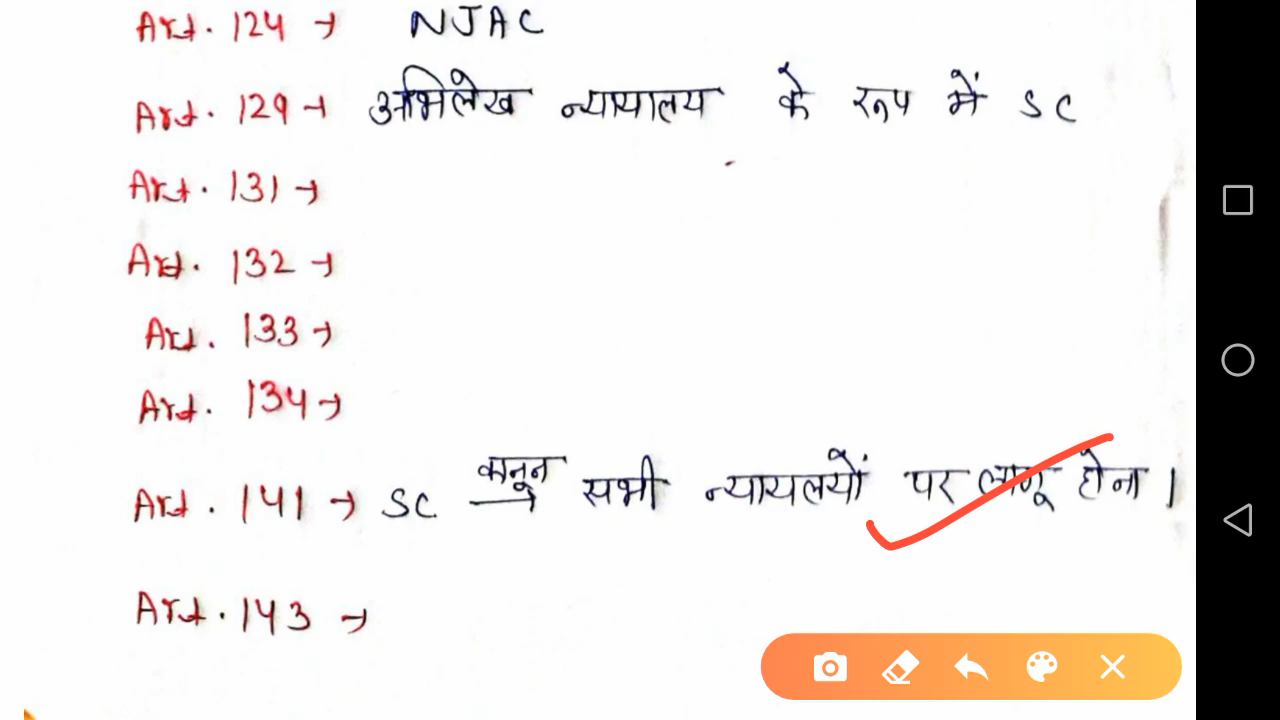 Art. 124 → NJAC
Art. 129 → अभिलेख न्यायालय के रूप में SC
Art. 131 →
Art. 132 →
Art. 133 →
Art. 134 →
Art. 141 → SC कानून → सभी न्यायलयों पर लागू होना।
Art. 143 →